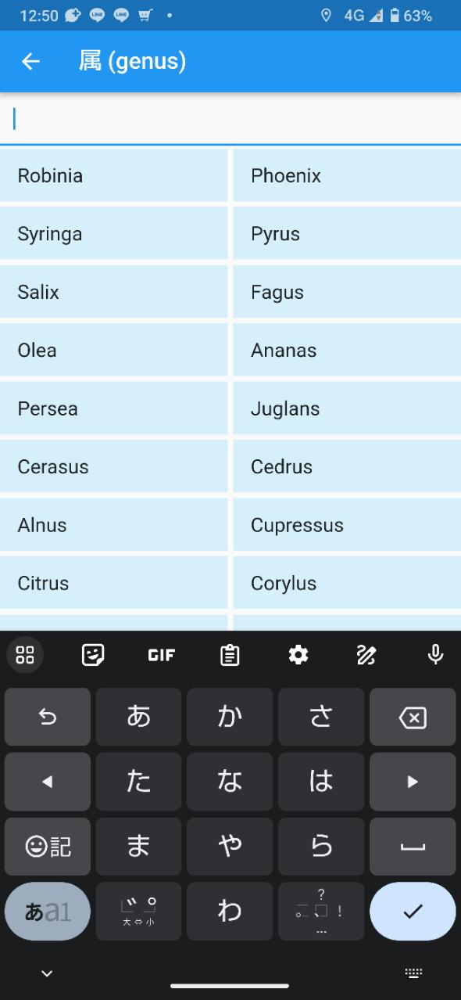 12:50 LINE LINE 4G 63%
属 (genus)
Robinia Phoenix
Syringa Pyrus
Salix Fagus
Olea Ananas
Persea Juglans
Cerasus Cedrus
Alnus Cupressus
Citrus Corylus
GIF
あ か さ
た な は
記 ま や ら
あa1 大⇔小 わ 。、?!…